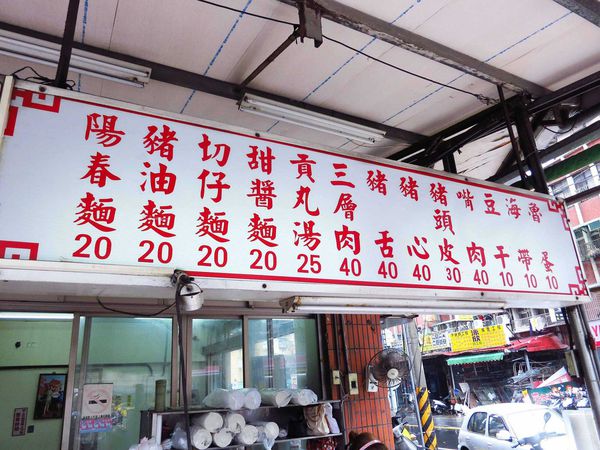 陽春麵 20
豬油麵 20
切仔麵 20
甜醬麵 20
貢丸湯 25
三層肉 40
豬舌 40
豬心 40
豬頭皮 30
嘴肉 40
豆干 10
海帶 10
魯蛋 10